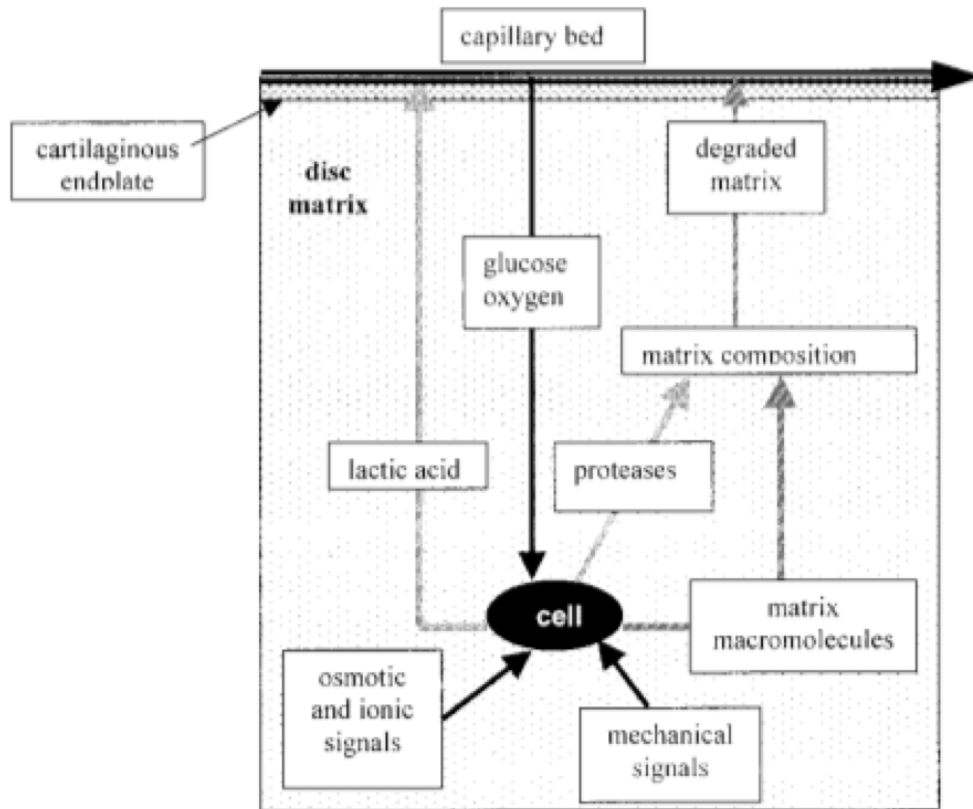 capillary bed
cartilaginous
endplate
disc
matrix
degraded
matrix
glucose
oxygen
matrix composition
lactic acid
proteases
cell
matrix
macromolecules
osmotic
and ionic
signals
mechanical
signals